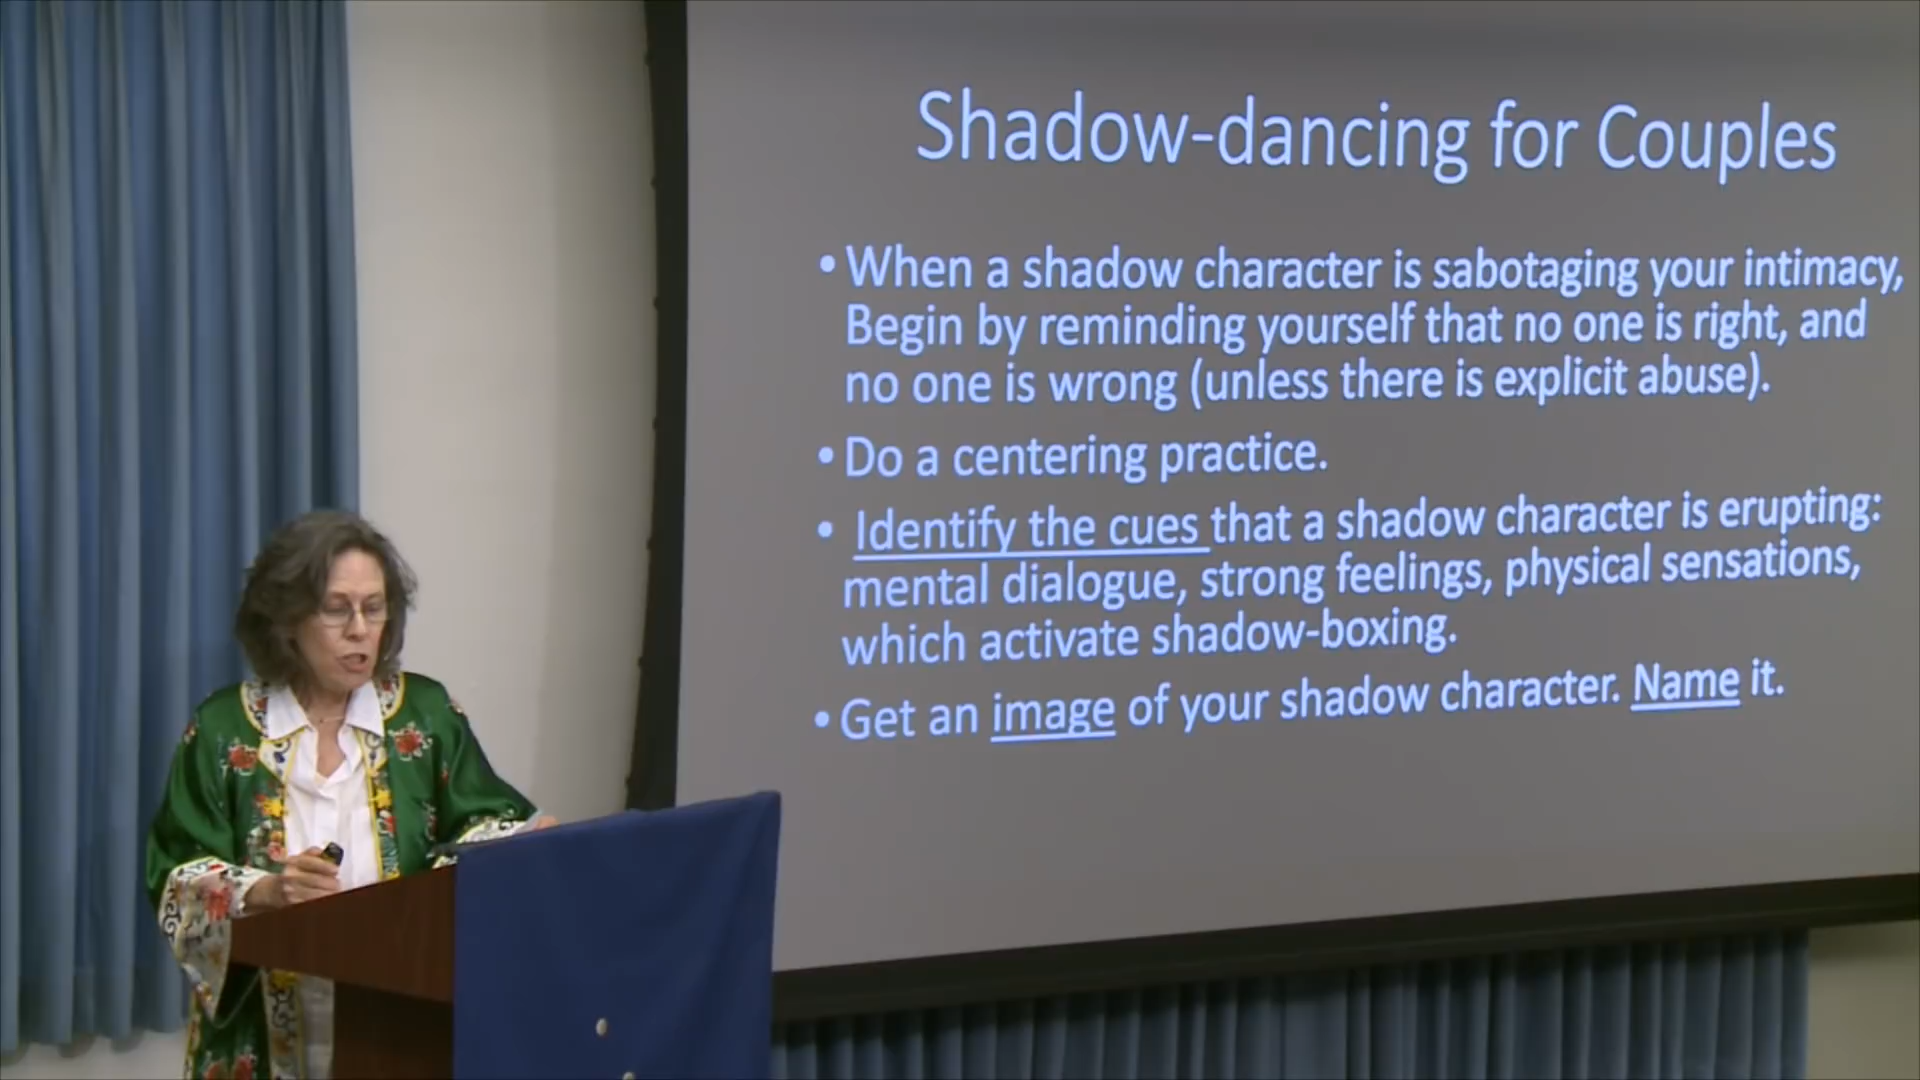 Shadow-dancing for Couples
• When a shadow character is sabotaging your intimacy,
Begin by reminding yourself that no one is right, and
no one is wrong (unless there is explicit abuse).
• Do a centering practice.
• Identify the cues that a shadow character is erupting:
mental dialogue, strong feelings, physical sensations,
which activate shadow-boxing.
• Get an image of your shadow character. Name it.